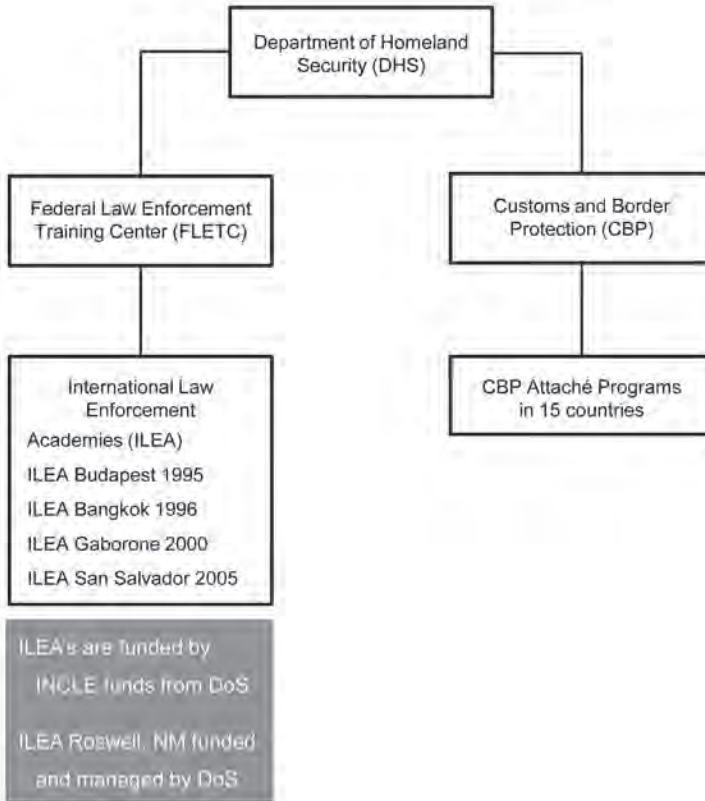 Department of Homeland
Security (DHS)
Federal Law Enforcement
Training Center (FLETC)
Customs and Border
Protection (CBP)
International Law
Enforcement
Academies (ILEA)
ILEA Budapest 1995
ILEA Bangkok 1996
ILEA Gaborone 2000
ILEA San Salvador 2005
CBP Attaché Programs
in 15 countries
ILEA's are funded by
INCLE funds from DoS
ILEA Roswell, NM funded
and managed by DoS